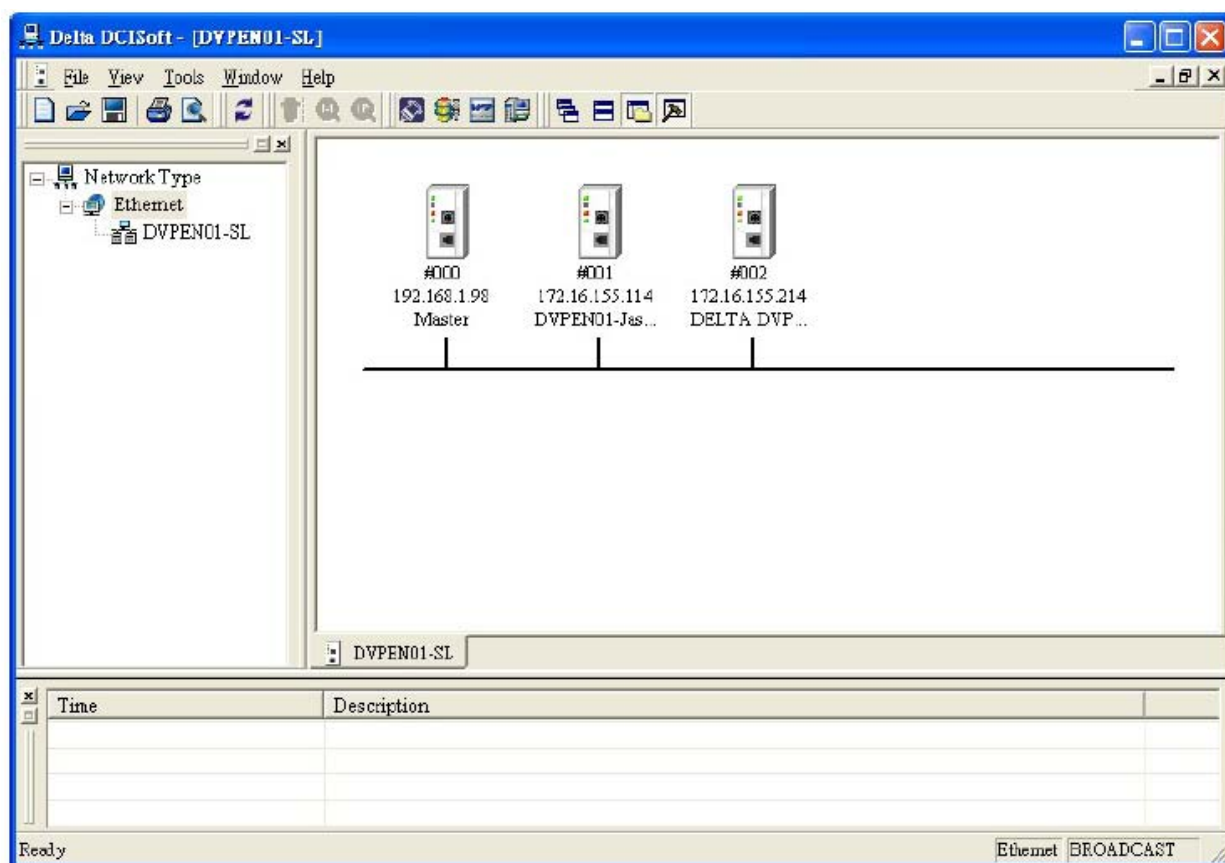 Delta DCISoft - [DVPEN01-SL]
File View Tools Window Help
Network Type
Ethernet
DVPEN01-SL
#000 #001 #002
192.168.1.98 172.16.155.114 172.16.155.214
Master DVPEN01-Jas... DELTA DVP...
DVPEN01-SL
Time Description
Ready Ethernet BROADCAST